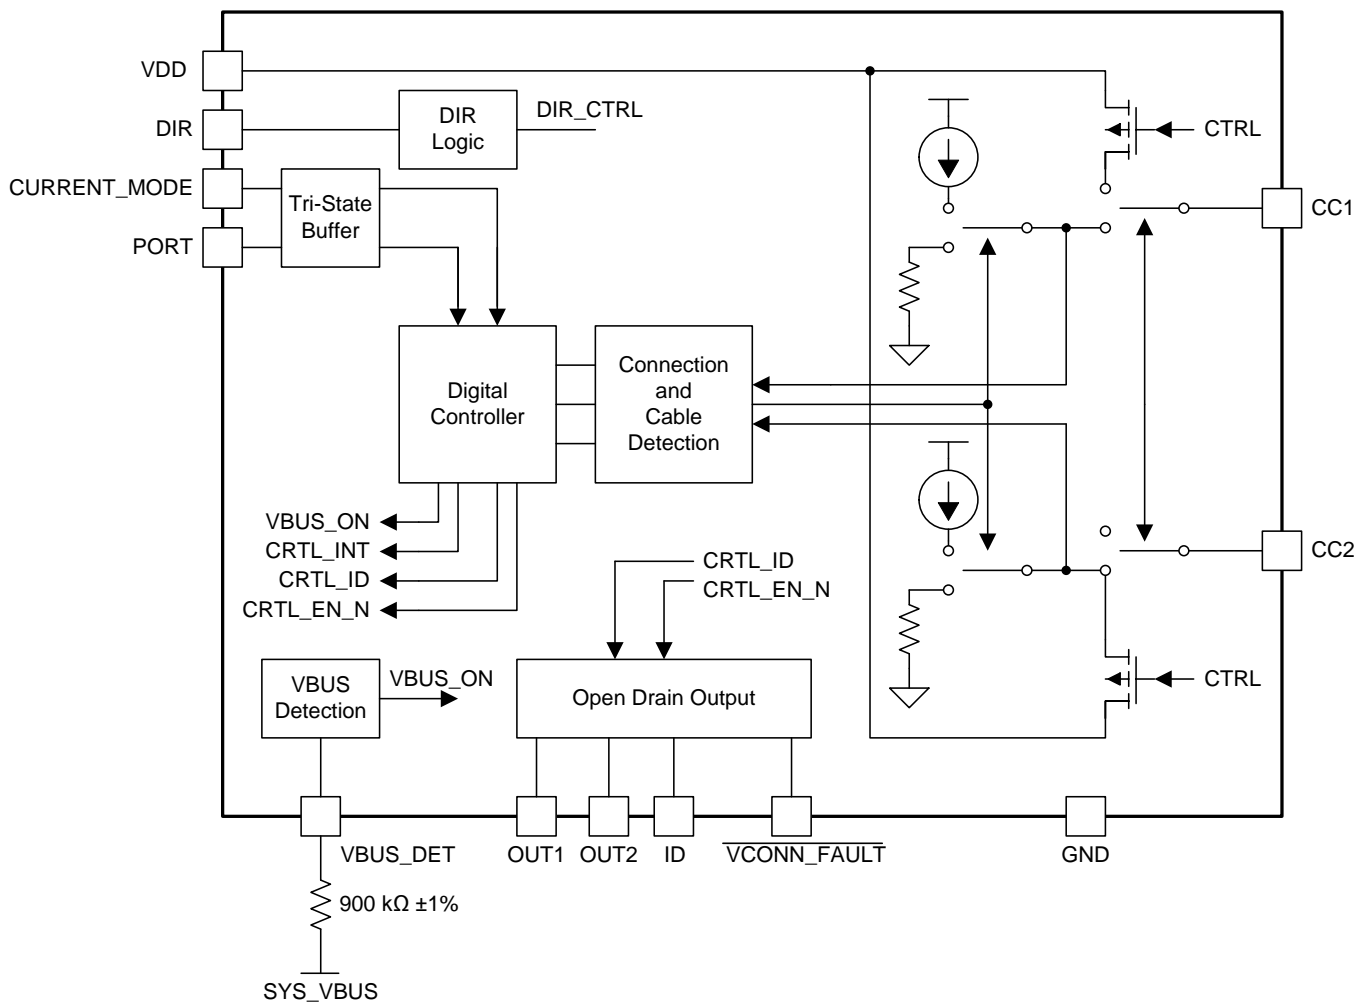 VDD
DIR
DIR
Logic
DIR_CTRL
CTRL
CURRENT_MODE
Tri-State
Buffer
CC1
PORT
Digital
Controller
Connection
and
Cable
Detection
VBUS_ON
CRTL_INT
CRTL_ID
CRTL_EN_N
CRTL_ID
CRTL_EN_N
CC2
VBUS
Detection
VBUS_ON
Open Drain Output
CTRL
VBUS_DET
OUT1
OUT2
ID
VCONN_FAULT
GND
900 kΩ ±1%
SYS_VBUS